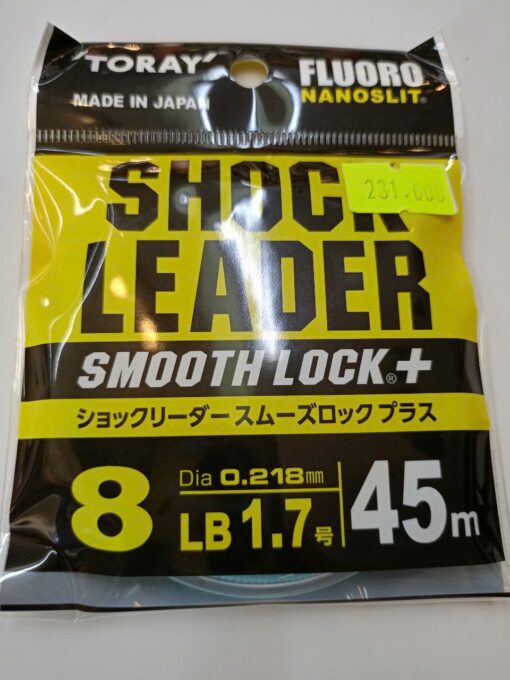 'TORAY'
FLUORO
NANOSLIT®
MADE IN JAPAN
SHOCK
231.000
LEADER
SMOOTH LOCK®+
ショックリーダー スムーズロック プラス
8
Dia 0.218mm
LB 1.7号
45m